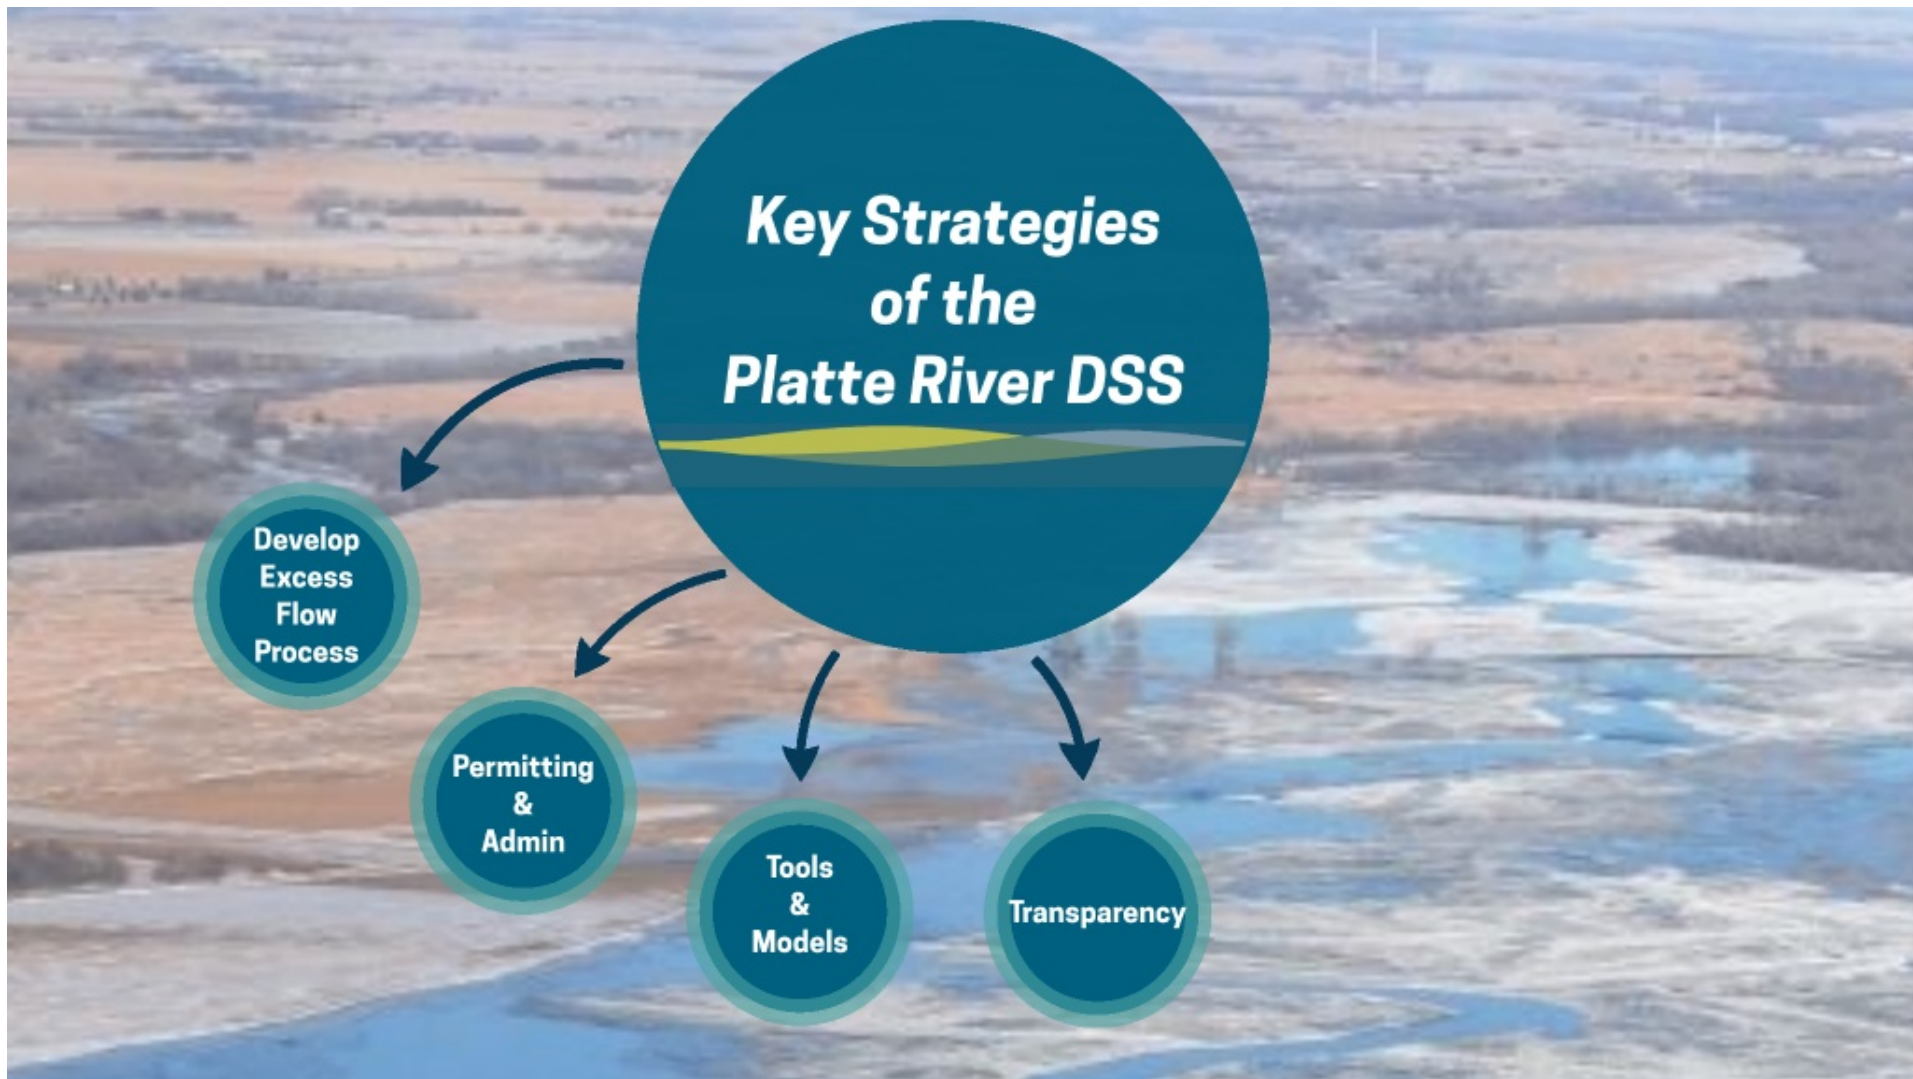 Key Strategies
of the
Platte River DSS
Develop
Excess
Flow
Process
Permitting
&
Admin
Tools
&
Models
Transparency